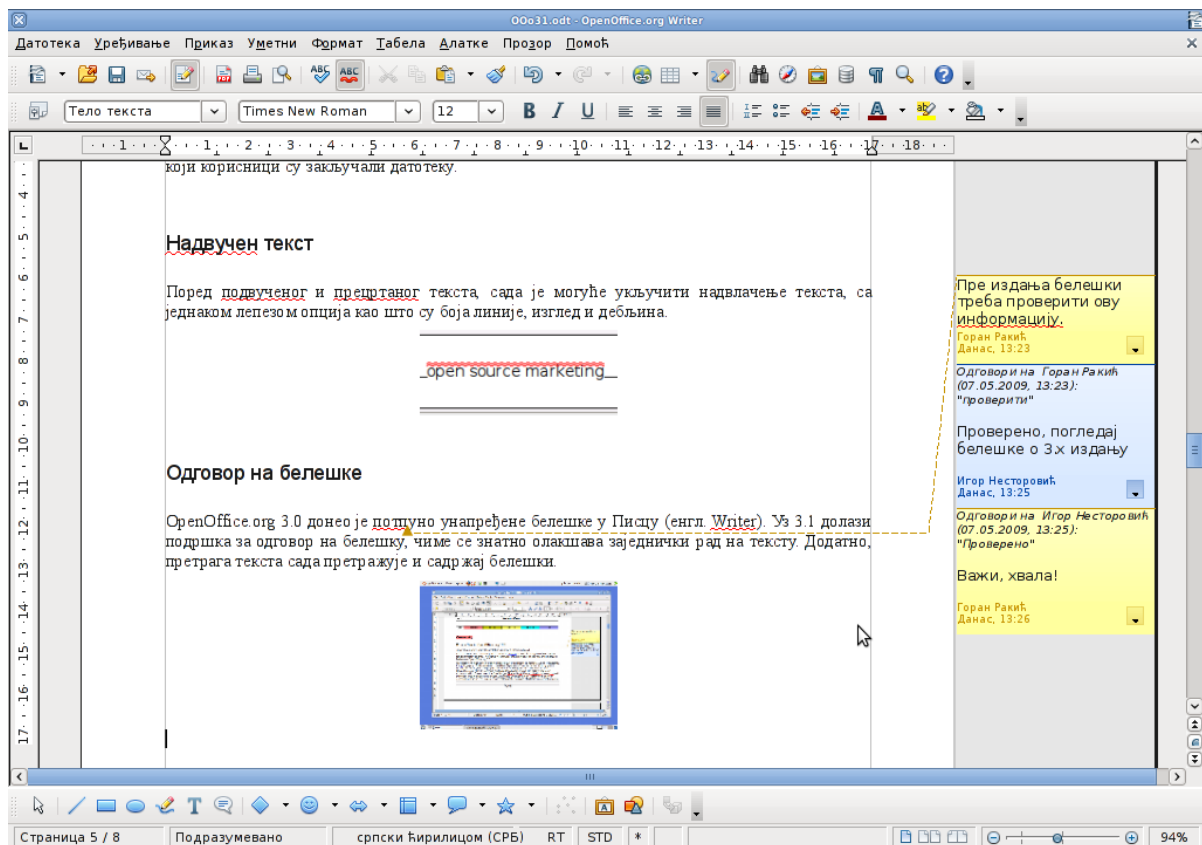 OOo31.odt - OpenOffice.org Writer
Датотека Уређивање Приказ Уметни Формат Табела Алатке Прозор Помоћ
Тело текста Times New Roman 12
који корисници су закључали датотеку.
Надвучен текст
Поред подвученог и прецртаног текста, сада је могуће укључити надвлачење текста, са
једнаком лепезом опција као што су боја линије, изглед и дебљина.
_open source marketing_
Одговор на белешке
OpenOffice.org 3.0 донео је потпуно унапређене белешке у Писцу (енгл. Writer). Уз 3.1 долази
подршка за одговор на белешку, чиме се знатно олакшава заједнички рад на тексту. Додатно,
претрага текста сада претражује и садржај белешки.
Пре издања белешки
треба проверити ову
информацију.
Горан Ракић
Данас, 13:23
Одговори на Горан Ракић
(07.05.2009, 13:23):
"проверити"
Проверено, погледај
белешке о 3.x издању
Игор Несторовић
Данас, 13:25
Одговори на Игор Несторовић
(07.05.2009, 13:25):
"Проверено"
Важи, хвала!
Горан Ракић
Данас, 13:26
Страница 5 / 8 Подразумевано српски ћирилицом (СРБ) RT STD * 94%